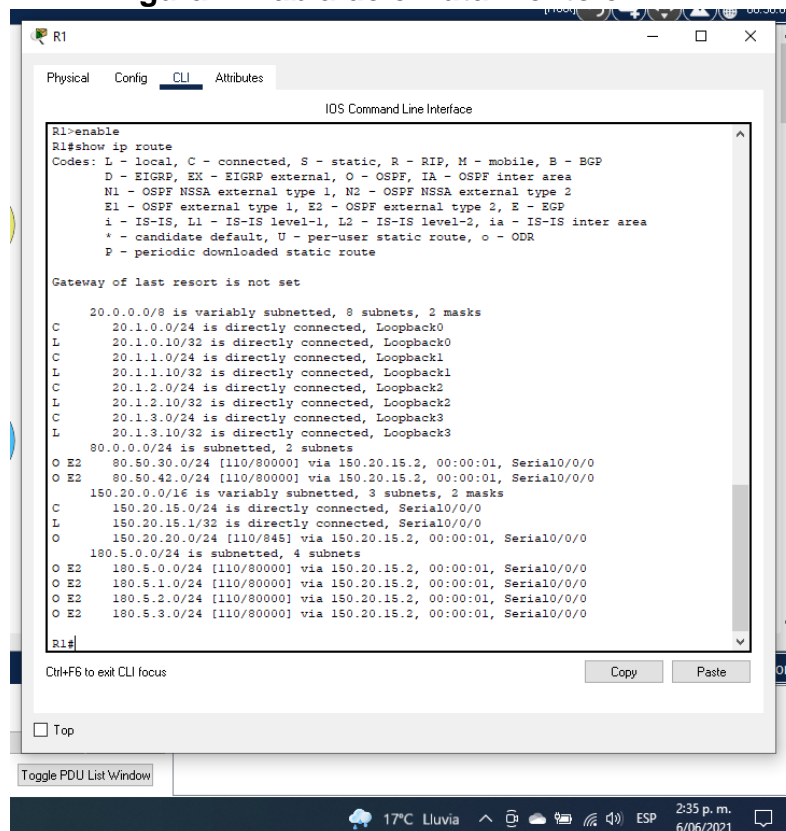 R1
Physical Config CLI Attributes
IOS Command Line Interface
R1>enable
R1#show ip route
Codes: L - local, C - connected, S - static, R - RIP, M - mobile, B - BGP
D - EIGRP, EX - EIGRP external, O - OSPF, IA - OSPF inter area
N1 - OSPF NSSA external type 1, N2 - OSPF NSSA external type 2
E1 - OSPF external type 1, E2 - OSPF external type 2, E - EGP
i - IS-IS, L1 - IS-IS level-1, L2 - IS-IS level-2, ia - IS-IS inter area
* - candidate default, U - per-user static route, o - ODR
P - periodic downloaded static route
Gateway of last resort is not set
20.0.0.0/8 is variably subnetted, 8 subnets, 2 masks
C 20.1.0.0/24 is directly connected, Loopback0
L 20.1.0.10/32 is directly connected, Loopback0
C 20.1.1.0/24 is directly connected, Loopback1
L 20.1.1.10/32 is directly connected, Loopback1
C 20.1.2.0/24 is directly connected, Loopback2
L 20.1.2.10/32 is directly connected, Loopback2
C 20.1.3.0/24 is directly connected, Loopback3
L 20.1.3.10/32 is directly connected, Loopback3
80.0.0.0/24 is subnetted, 2 subnets
O E2 80.50.30.0/24 [110/80000] via 150.20.15.2, 00:00:01, Serial0/0/0
O E2 80.50.42.0/24 [110/80000] via 150.20.15.2, 00:00:01, Serial0/0/0
150.20.0.0/16 is variably subnetted, 3 subnets, 2 masks
C 150.20.15.0/24 is directly connected, Serial0/0/0
L 150.20.15.1/32 is directly connected, Serial0/0/0
O 150.20.20.0/24 [110/845] via 150.20.15.2, 00:00:01, Serial0/0/0
180.5.0.0/24 is subnetted, 4 subnets
O E2 180.5.0.0/24 [110/80000] via 150.20.15.2, 00:00:01, Serial0/0/0
O E2 180.5.1.0/24 [110/80000] via 150.20.15.2, 00:00:01, Serial0/0/0
O E2 180.5.2.0/24 [110/80000] via 150.20.15.2, 00:00:01, Serial0/0/0
O E2 180.5.3.0/24 [110/80000] via 150.20.15.2, 00:00:01, Serial0/0/0
R1#
Ctrl+F6 to exit CLI focus Copy Paste
Top
Toggle PDU List Window
17°C Lluvia ESP 2:35 p. m.
6/06/2021